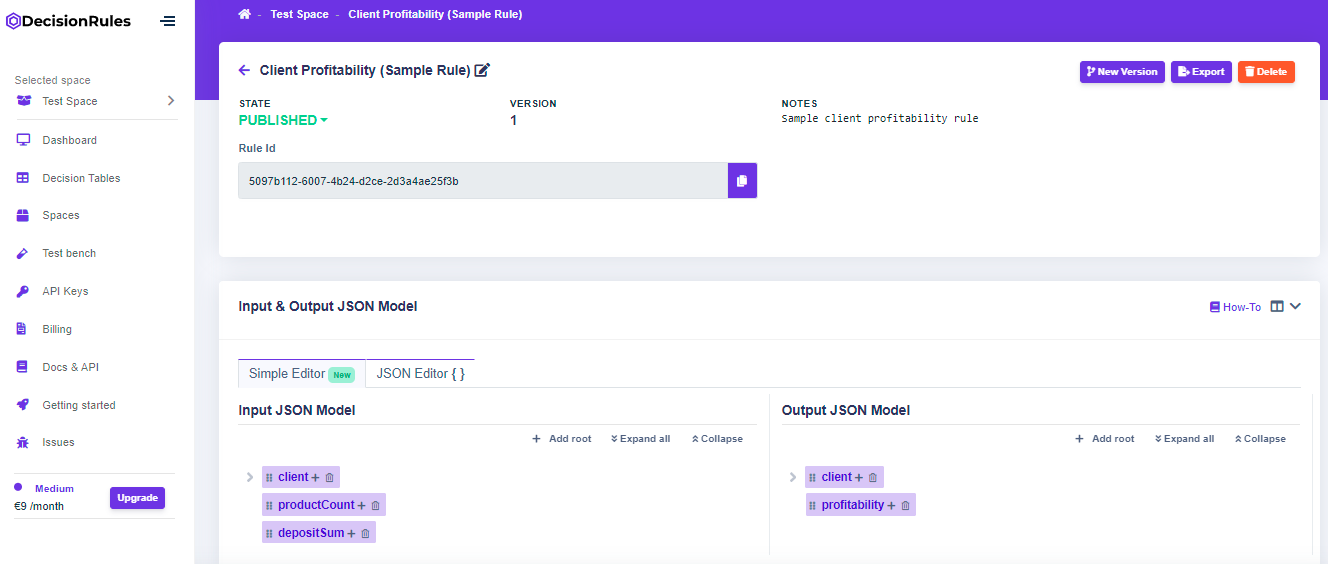 DecisionRules
Selected space
Test Space
Dashboard
Decision Tables
Spaces
Test bench
API Keys
Billing
Docs & API
Getting started
Issues
Medium
€9 /month
Upgrade
- Test Space - Client Profitability (Sample Rule)
Client Profitability (Sample Rule)
New Version
Export
Delete
STATE
PUBLISHED
VERSION
1
NOTES
Sample client profitability rule
Rule Id
5097b112-6007-4b24-d2ce-2d3a4ae25f3b
Input & Output JSON Model
How-To
Simple Editor New
JSON Editor { }
Input JSON Model
+ Add root
Expand all
Collapse
client +
productCount +
depositSum +
Output JSON Model
+ Add root
Expand all
Collapse
client +
profitability +